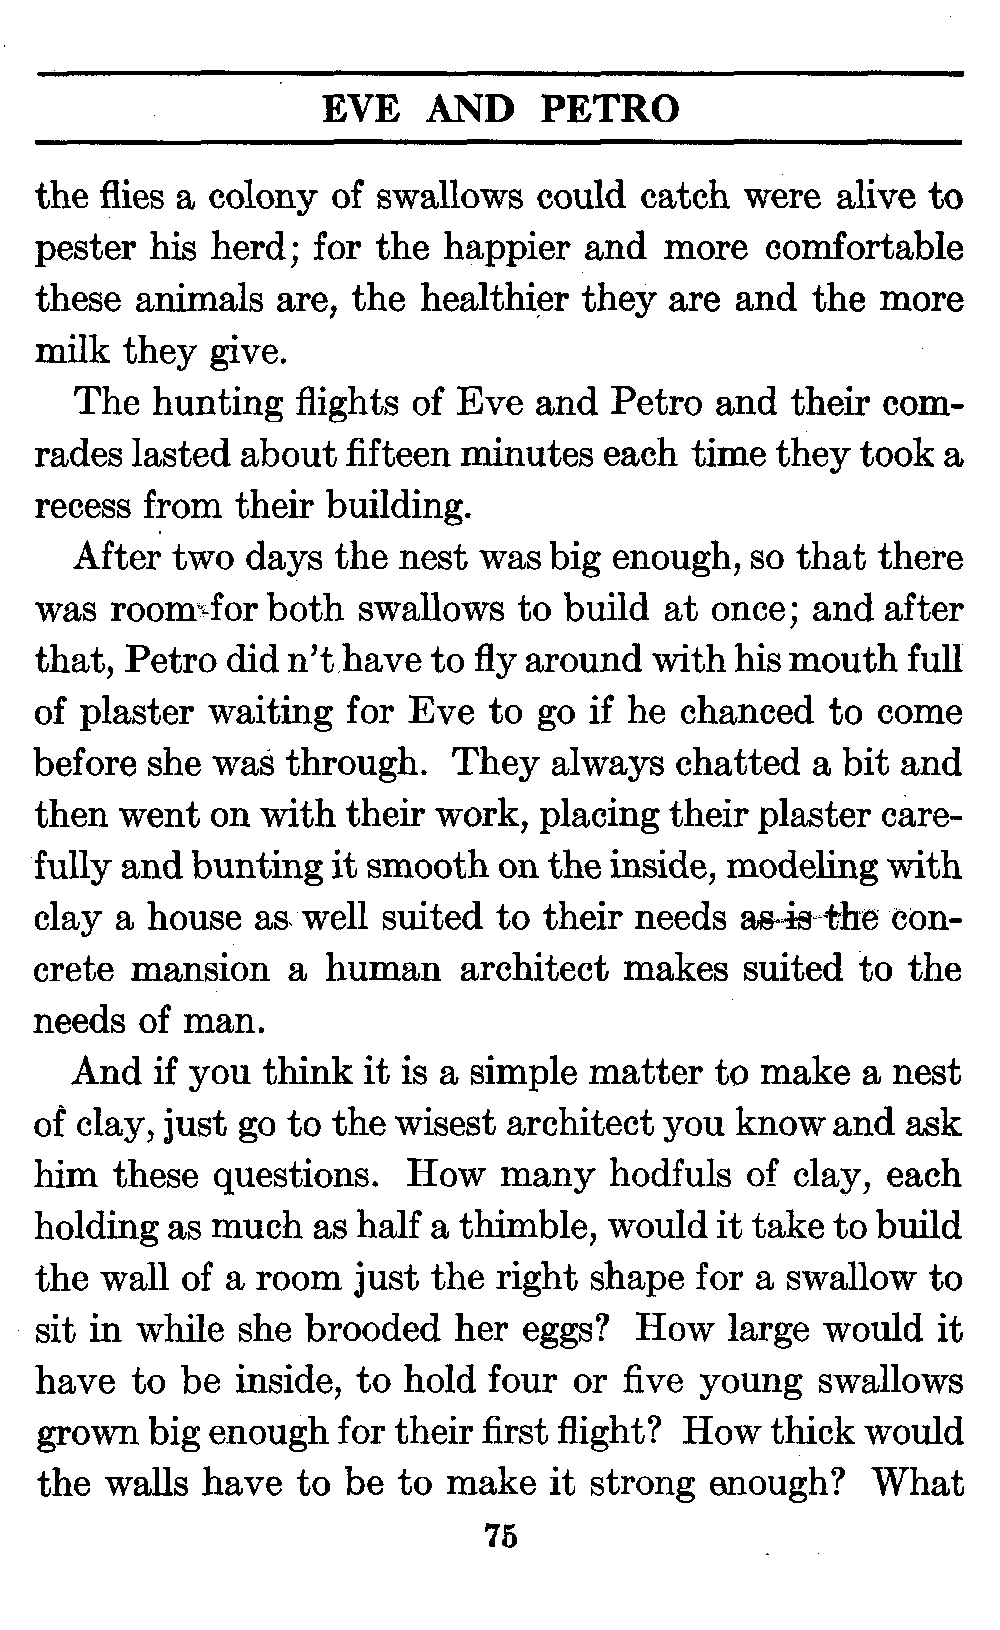 EVE AND PETRO
the flies a colony of swallows could catch were alive to
pester his herd; for the happier and more comfortable
these animals are, the healthier they are and the more
milk they give.
The hunting flights of Eve and Petro and their com-
rades lasted about fifteen minutes each time they took a
recess from their building.
After two days the nest was big enough, so that there
was room for both swallows to build at once; and after
that, Petro did n't have to fly around with his mouth full
of plaster waiting for Eve to go if he chanced to come
before she was through. They always chatted a bit and
then went on with their work, placing their plaster care-
fully and bunting it smooth on the inside, modeling with
clay a house as well suited to their needs as is the con-
crete mansion a human architect makes suited to the
needs of man.
And if you think it is a simple matter to make a nest
of clay, just go to the wisest architect you know and ask
him these questions. How many hodfuls of clay, each
holding as much as half a thimble, would it take to build
the wall of a room just the right shape for a swallow to
sit in while she brooded her eggs? How large would it
have to be inside, to hold four or five young swallows
grown big enough for their first flight? How thick would
the walls have to be to make it strong enough? What
75